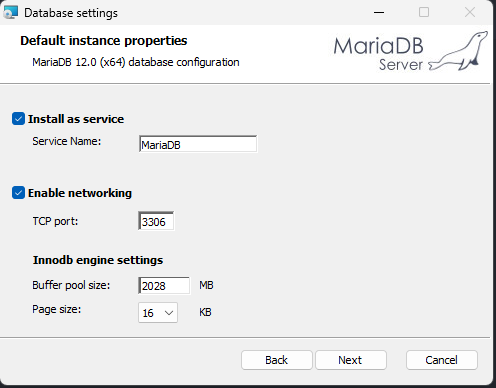 Database settings
Default instance properties
MariaDB 12.0 (x64) database configuration
MariaDB
Server
Install as service
Service Name: MariaDB
Enable networking
TCP port: 3306
Innodb engine settings
Buffer pool size: 2028 MB
Page size: 16 KB
Back Next Cancel